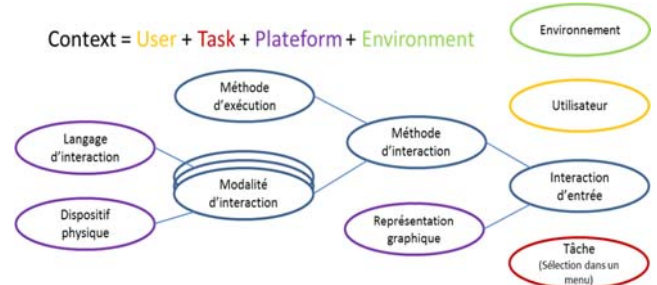 Context = User + Task + Plateform + Environment
Environnement
Méthode
d'exécution
Utilisateur
Langage
d'interaction
Méthode
d'interaction
Modalité
d'interaction
Interaction
d'entrée
Dispositif
physique
Représentation
graphique
Tâche
(Sélection dans un
menu)